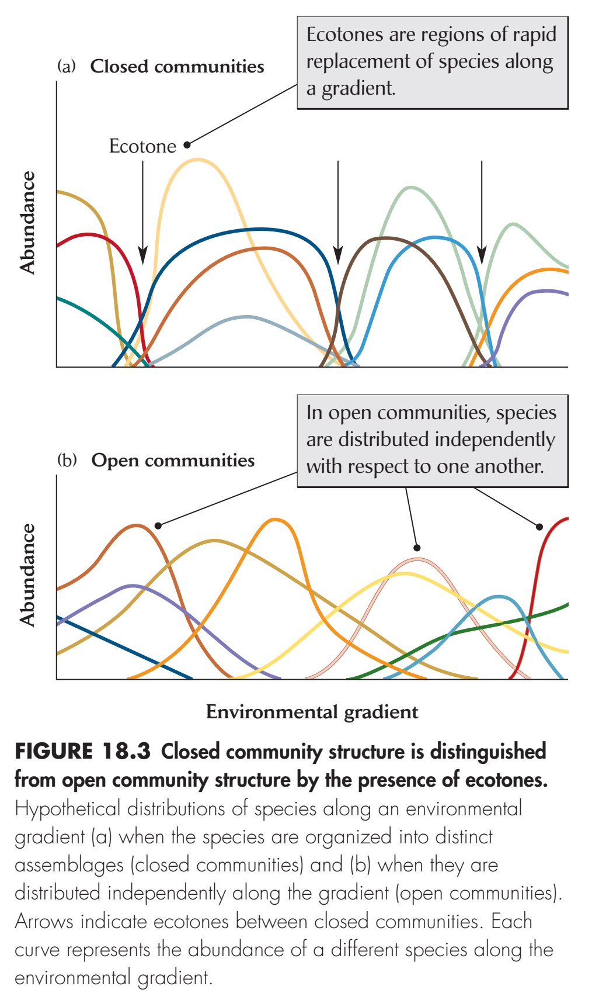 Ecotones are regions of rapid
replacement of species along
a gradient.
(a) Closed communities
Ecotone
Abundance
In open communities, species
are distributed independently
with respect to one another.
(b) Open communities
Abundance
Environmental gradient
FIGURE 18.3 Closed community structure is distinguished
from open community structure by the presence of ecotones.
Hypothetical distributions of species along an environmental
gradient (a) when the species are organized into distinct
assemblages (closed communities) and (b) when they are
distributed independently along the gradient (open communities).
Arrows indicate ecotones between closed communities. Each
curve represents the abundance of a different species along the
environmental gradient.